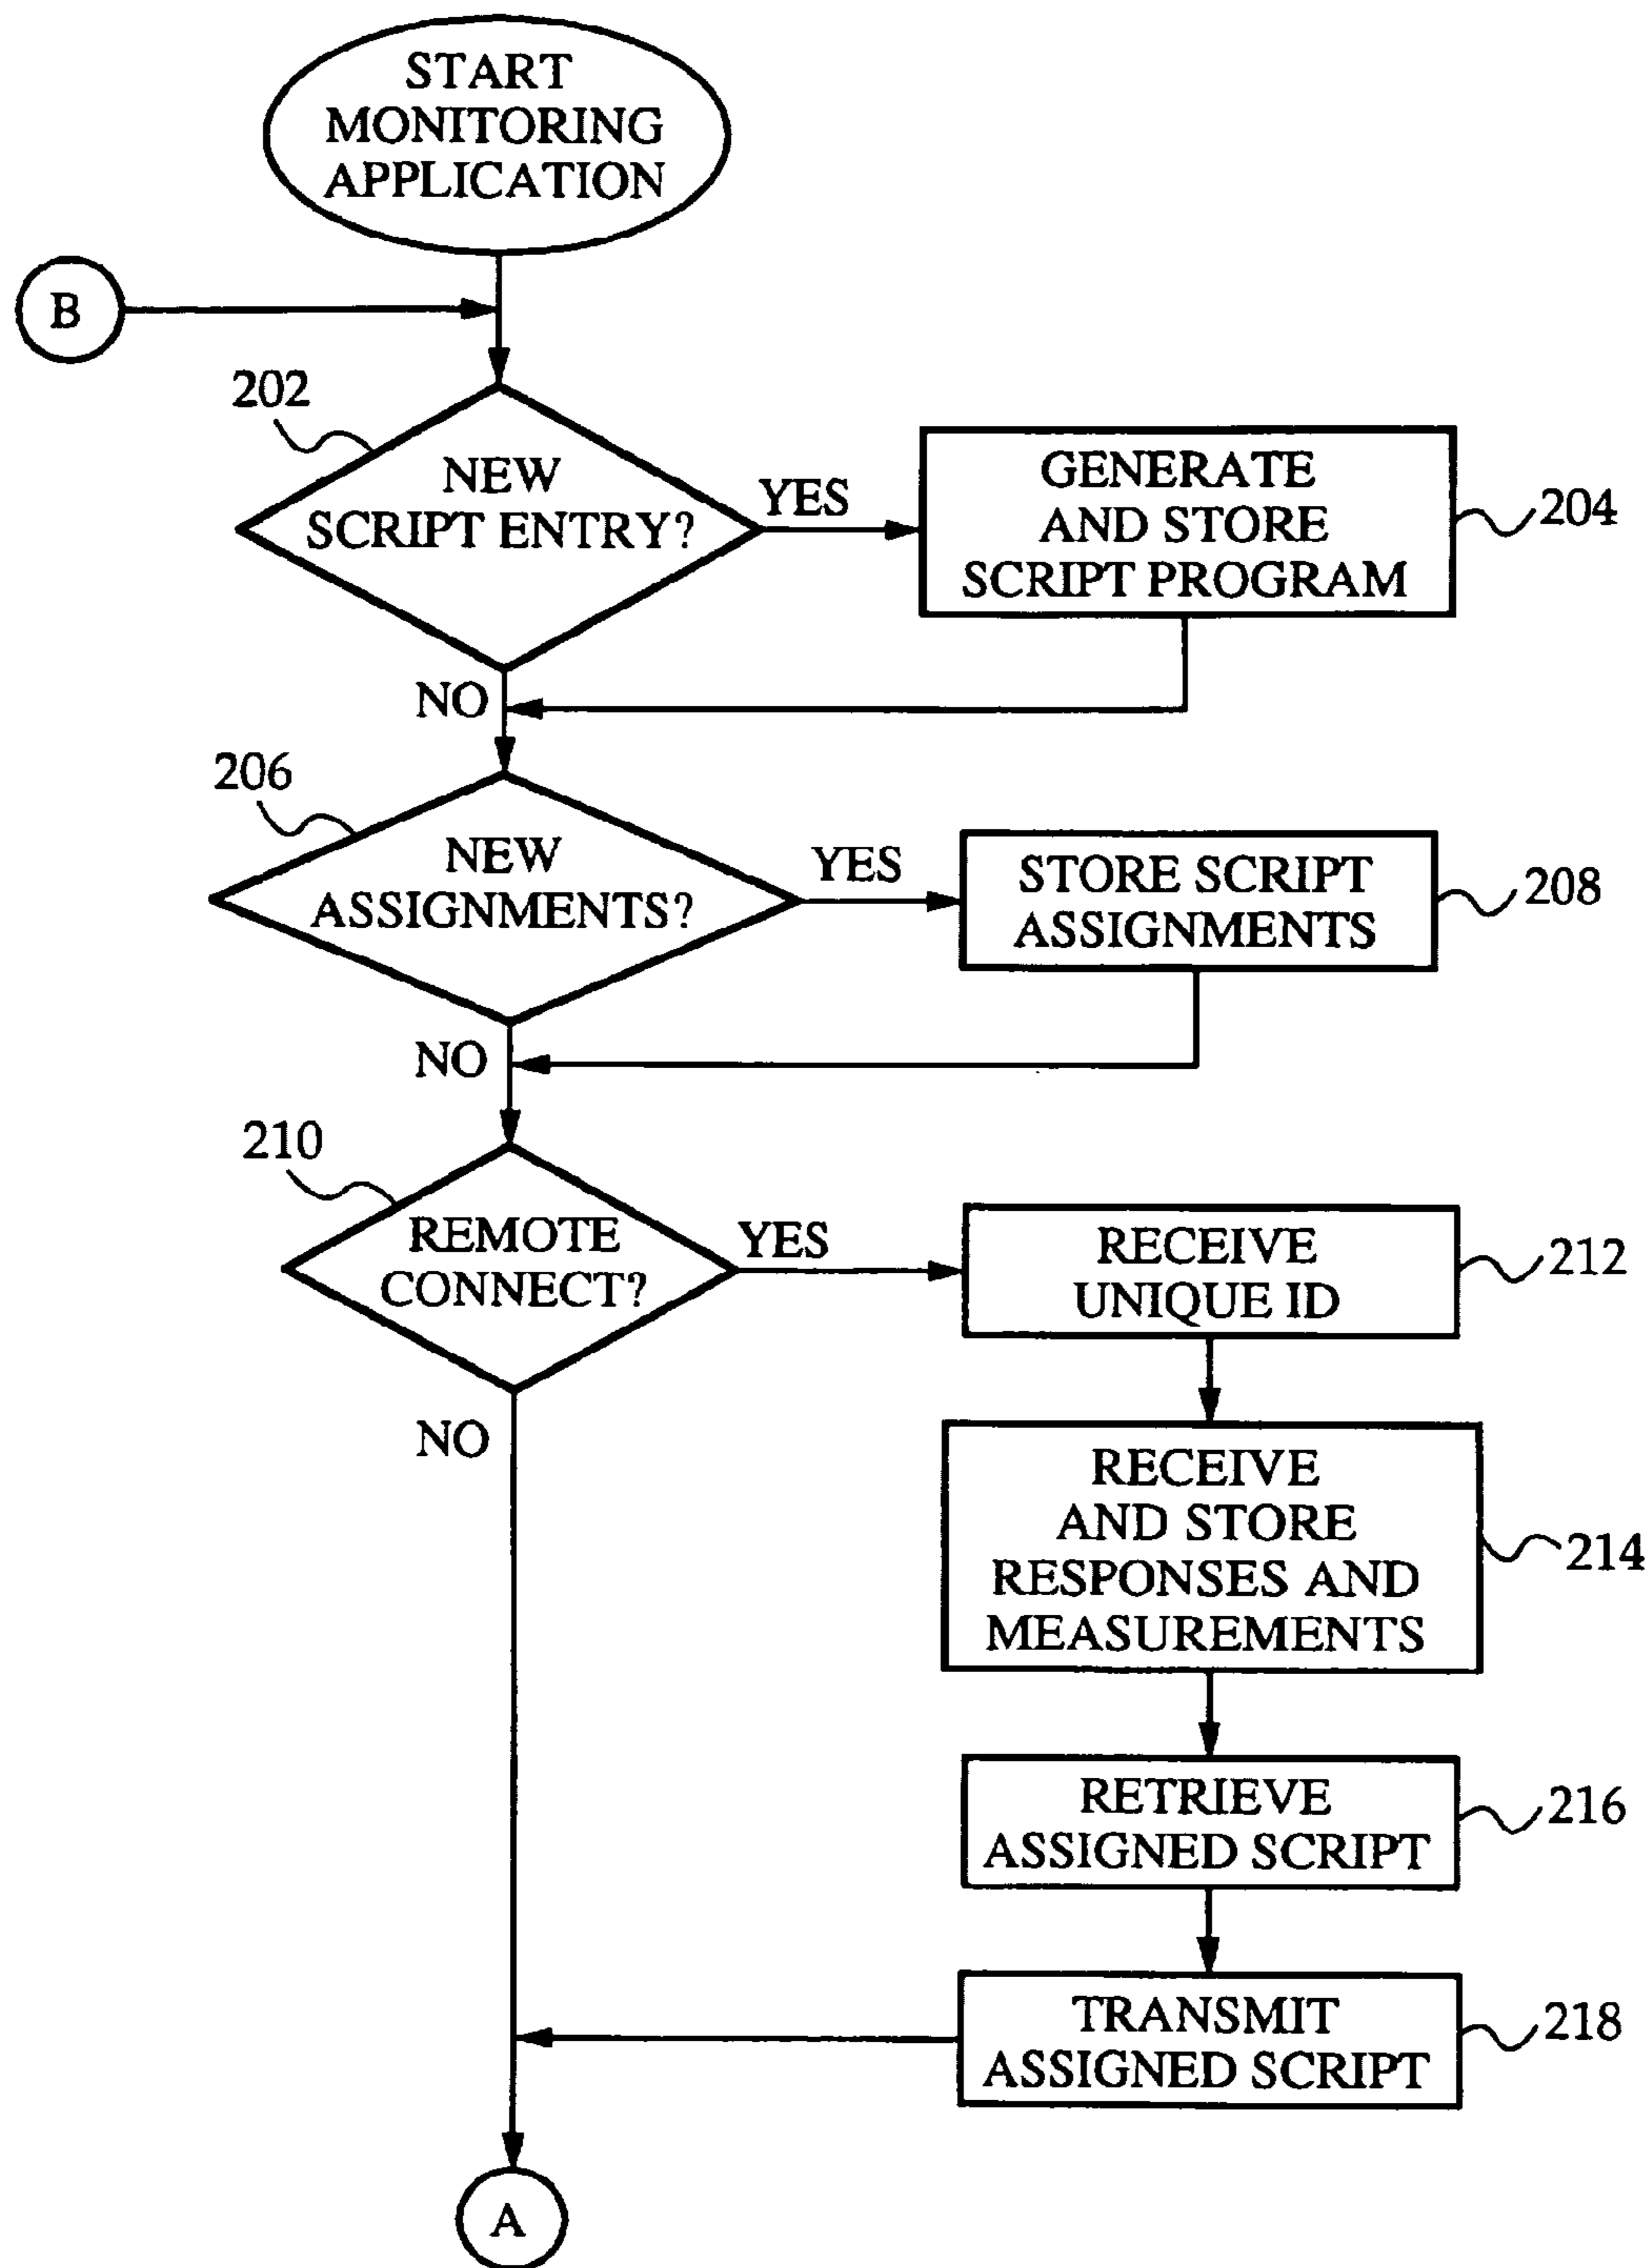 START
MONITORING
APPLICATION
B
202
NEW
SCRIPT ENTRY?
YES
GENERATE
AND STORE
SCRIPT PROGRAM
204
NO
206
NEW
ASSIGNMENTS?
YES
STORE SCRIPT
ASSIGNMENTS
208
NO
210
REMOTE
CONNECT?
YES
RECEIVE
UNIQUE ID
212
NO
RECEIVE
AND STORE
RESPONSES AND
MEASUREMENTS
214
RETRIEVE
ASSIGNED SCRIPT
216
TRANSMIT
ASSIGNED SCRIPT
218
A